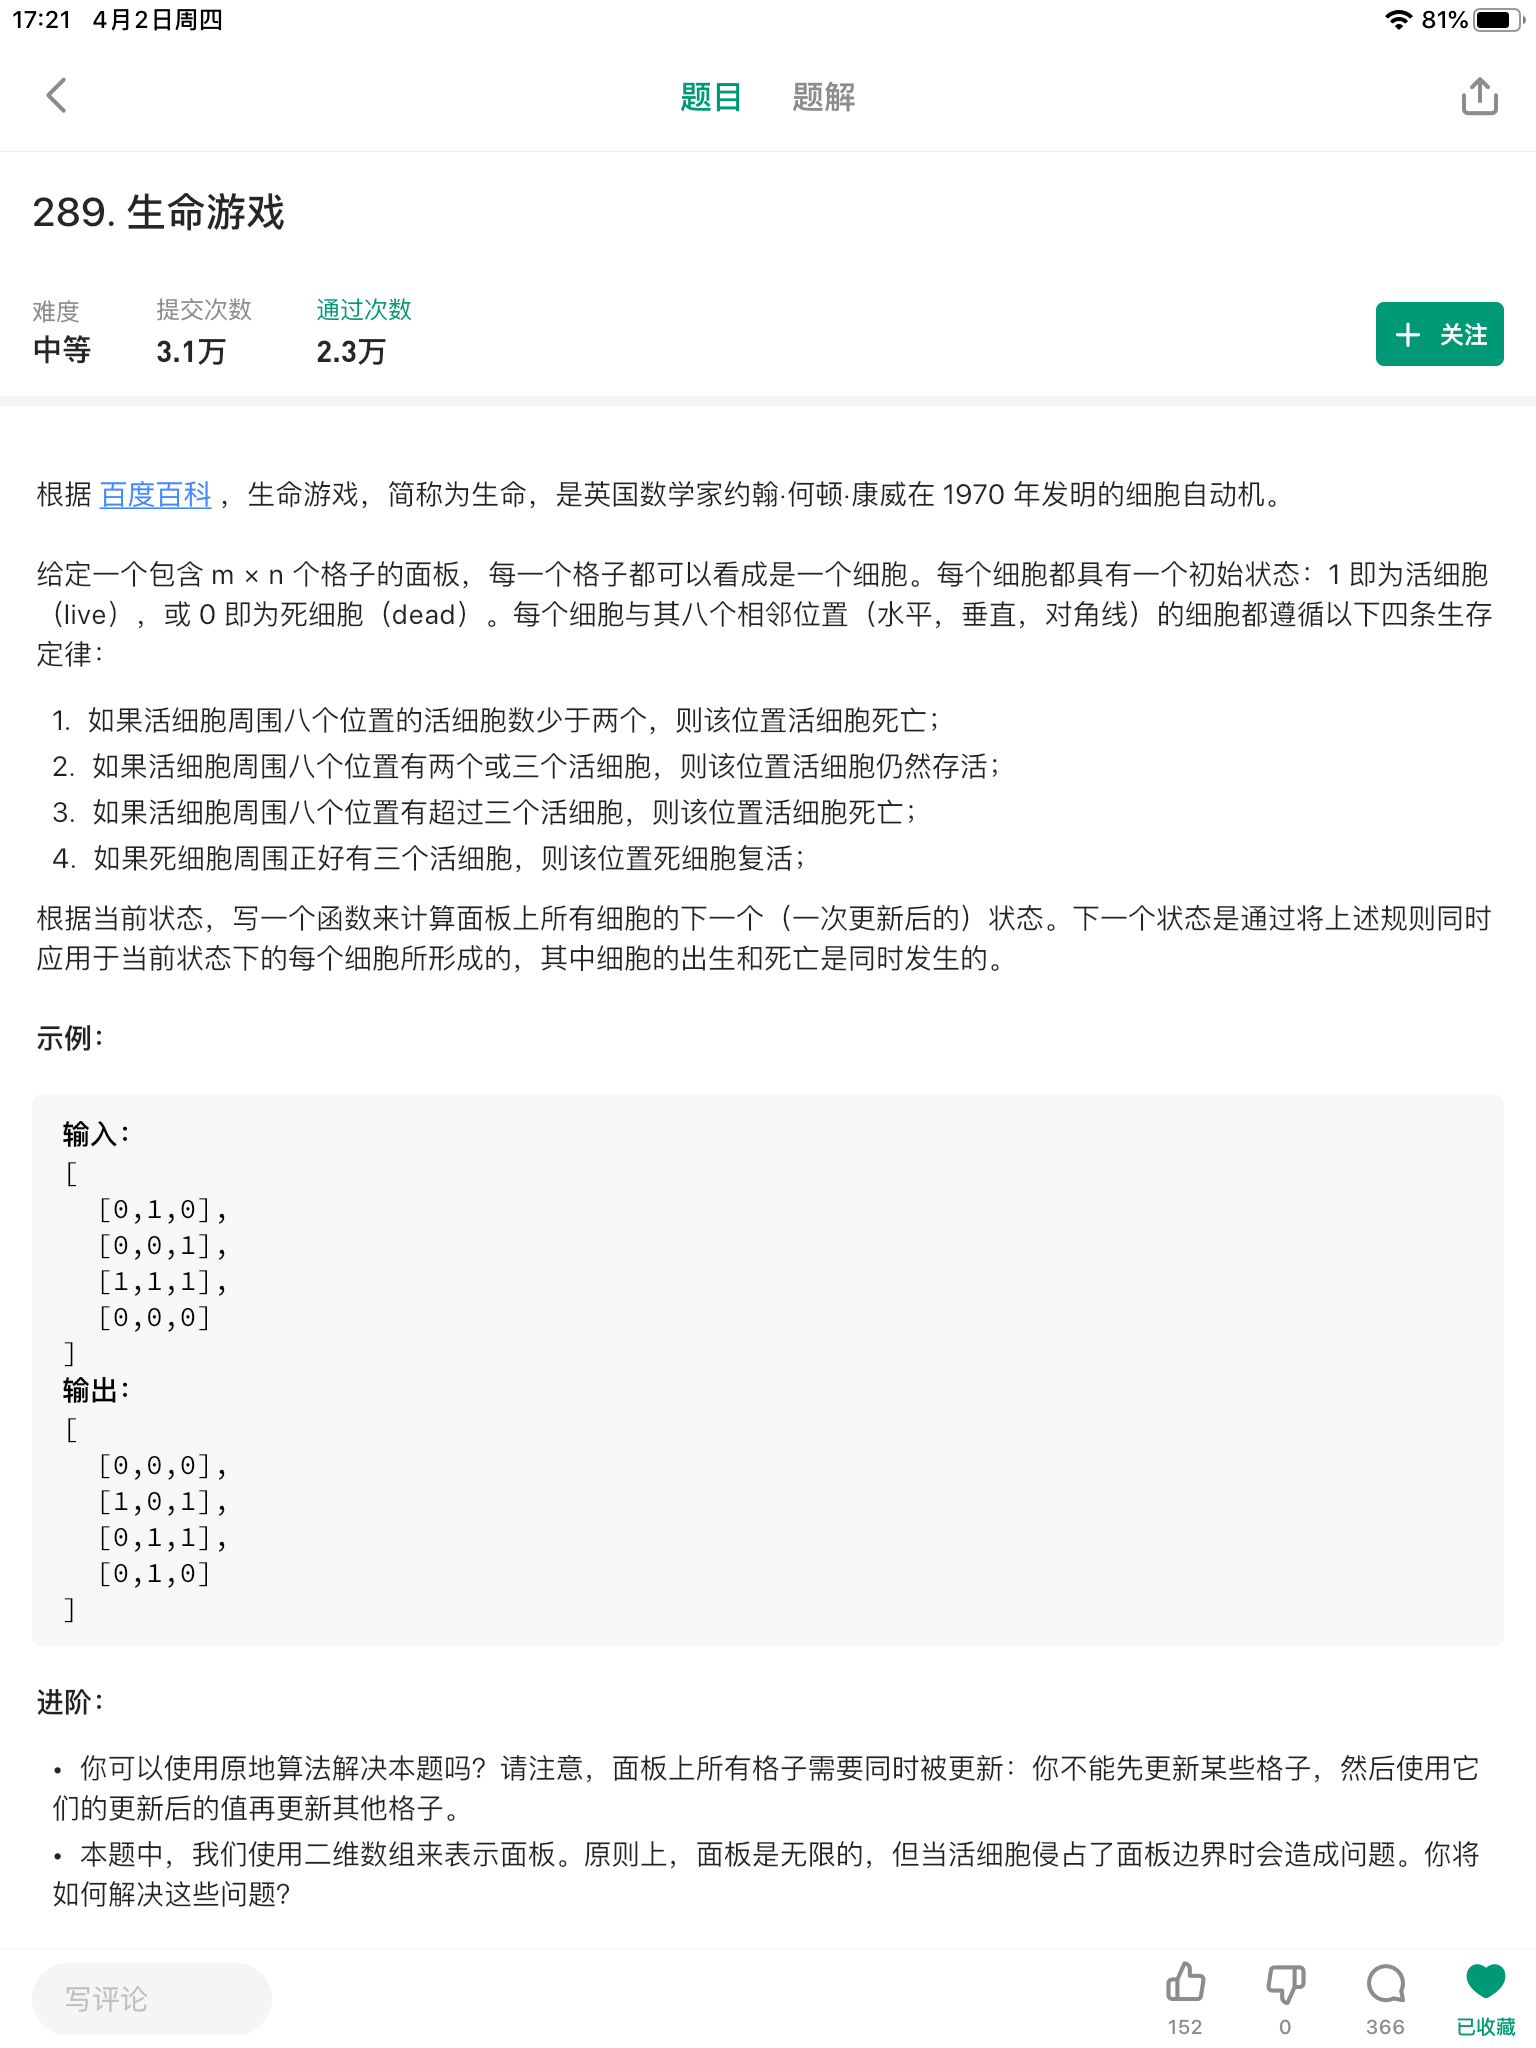 17:21 4月2日周四 81%
题目 题解
289. 生命游戏
难度 提交次数 通过次数
中等 3.1万 2.3万
+ 关注
根据 百度百科 ，生命游戏，简称为生命，是英国数学家约翰·何顿·康威在 1970 年发明的细胞自动机。
给定一个包含 m × n 个格子的面板，每一个格子都可以看成是一个细胞。每个细胞都具有一个初始状态：1 即为活细胞
（live），或 0 即为死细胞（dead）。每个细胞与其八个相邻位置（水平，垂直，对角线）的细胞都遵循以下四条生存
定律：
1. 如果活细胞周围八个位置的活细胞数少于两个，则该位置活细胞死亡；
2. 如果活细胞周围八个位置有两个或三个活细胞，则该位置活细胞仍然存活；
3. 如果活细胞周围八个位置有超过三个活细胞，则该位置活细胞死亡；
4. 如果死细胞周围正好有三个活细胞，则该位置死细胞复活；
根据当前状态，写一个函数来计算面板上所有细胞的下一个（一次更新后的）状态。下一个状态是通过将上述规则同时
应用于当前状态下的每个细胞所形成的，其中细胞的出生和死亡是同时发生的。
示例：
输入：
[
[0,1,0],
[0,0,1],
[1,1,1],
[0,0,0]
]
输出：
[
[0,0,0],
[1,0,1],
[0,1,1],
[0,1,0]
]
进阶：
• 你可以使用原地算法解决本题吗？请注意，面板上所有格子需要同时被更新：你不能先更新某些格子，然后使用它
们的更新后的值再更新其他格子。
• 本题中，我们使用二维数组来表示面板。原则上，面板是无限的，但当活细胞侵占了面板边界时会造成问题。你将
如何解决这些问题？
写评论
152 0 366 已收藏